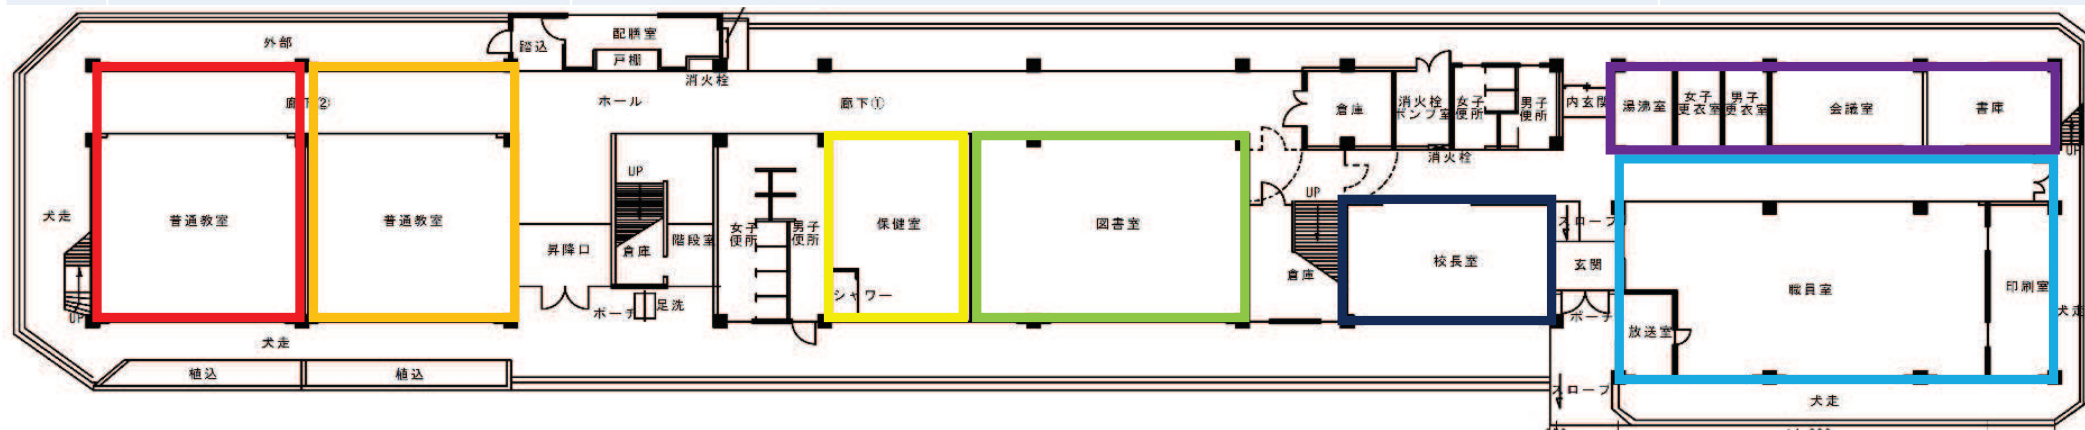 外部
踏込
配膳室
戸棚
消火栓
廊下②
ホール
廊下①
倉庫
消火栓
ポンプ室
女子
便所
男子
便所
内玄関
湯沸室
女子
更衣室
男子
更衣室
会議室
書庫
消火栓
UP
犬走
普通教室
普通教室
UP
昇降口
UP
倉庫
階段室
女子
便所
男子
便所
保健室
シャワー
図書室
UP
倉庫
校長室
スロープ
玄関
職員室
印刷室
放送室
ポーチ
足洗
ポーチ
犬走
犬走
植込
植込
スロープ
犬走
UP